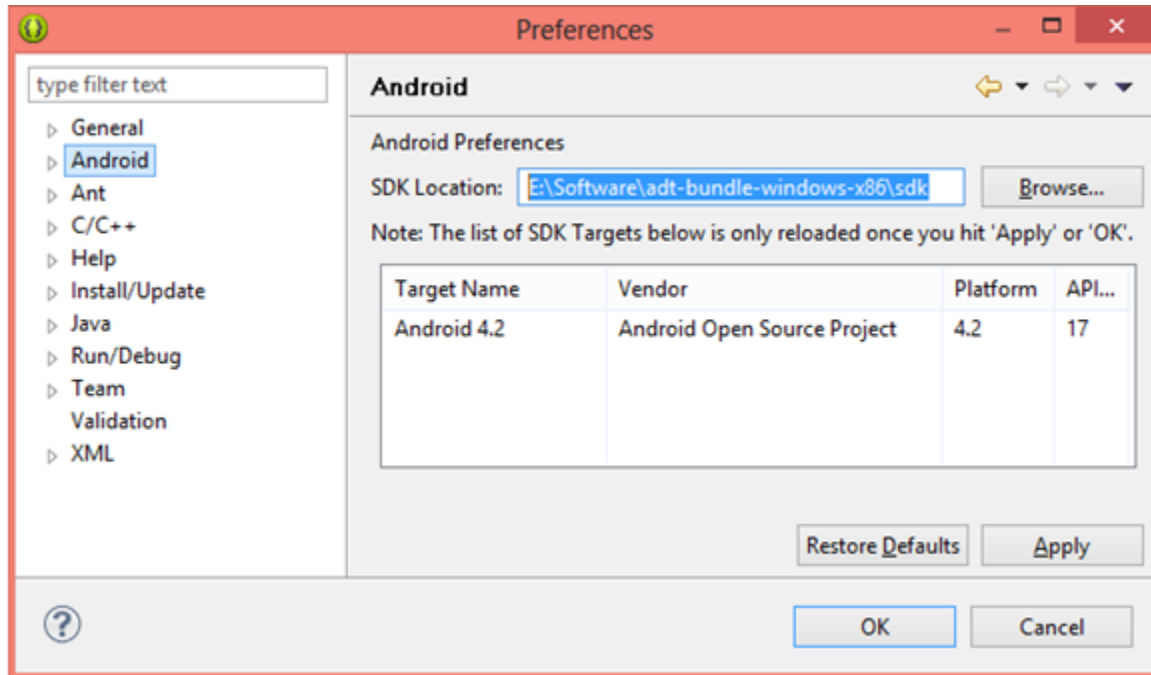 Preferences
type filter text
General
Android
Ant
C/C++
Help
Install/Update
Java
Run/Debug
Team
Validation
XML
Android
Android Preferences
SDK Location: E:\Software\adt-bundle-windows-x86\sdk Browse...
Note: The list of SDK Targets below is only reloaded once you hit 'Apply' or 'OK'.
Target Name Vendor Platform API...
Android 4.2 Android Open Source Project 4.2 17
Restore Defaults Apply
OK Cancel